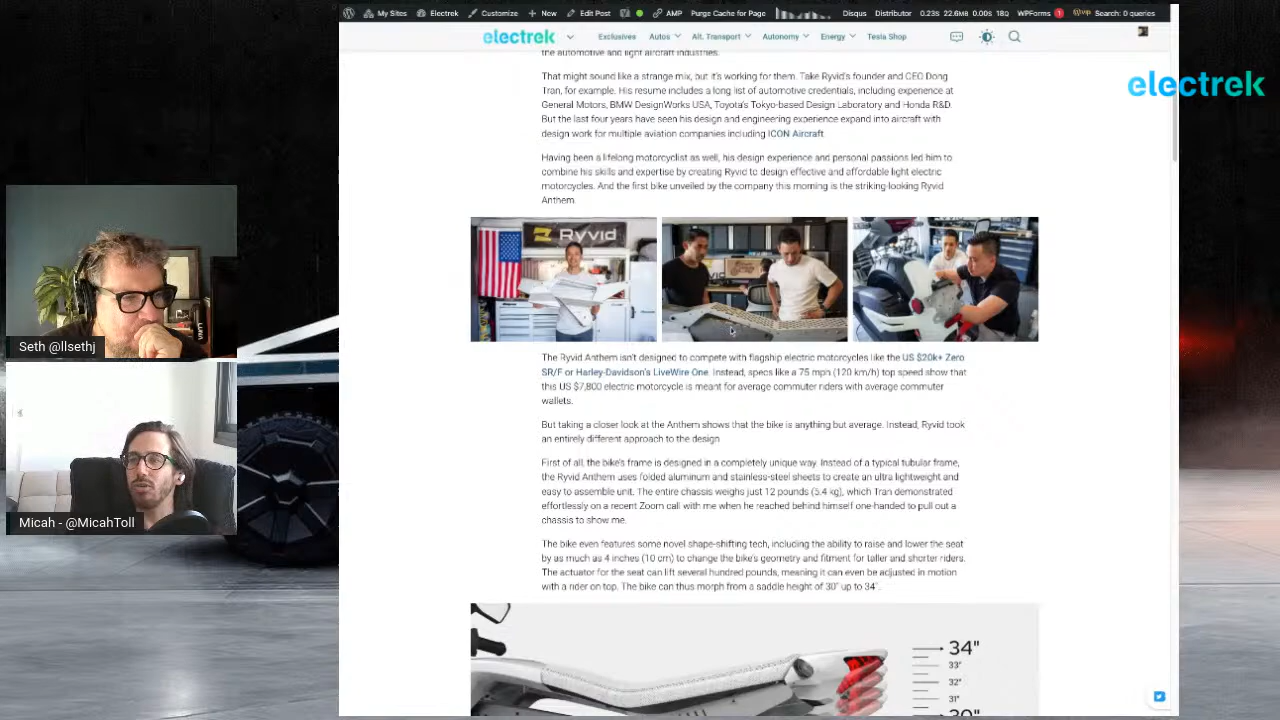 My Sites Electrek Customize New Edit Post AMP Purge Cache for Page Disqus Distributor 0.23s 22.6MB 0.00s 18Q WPForms 1 Search: 0 queries
electrek Exclusives Autos Alt. Transport Autonomy Energy Tesla Shop
electrek
the automotive and light aircraft industries.
That might sound like a strange mix, but it's working for them. Take Ryvid's founder and CEO Dong
Tran, for example. His resume includes a long list of automotive credentials, including experience at
General Motors, BMW DesignWorks USA, Toyota's Tokyo-based Design Laboratory and Honda R&D.
But the last four years have seen his design and engineering experience expand into aircraft with
design work for multiple aviation companies including ICON Aircraft.
Having been a lifelong motorcyclist as well, his design experience and personal passions led him to
combine his skills and expertise by creating Ryvid to design effective and affordable light electric
motorcycles. And the first bike unveiled by the company this morning is the striking-looking Ryvid
Anthem.
Ryvid
The Ryvid Anthem isn't designed to compete with flagship electric motorcycles like the US $20k+ Zero
SR/F or Harley-Davidson's LiveWire One. Instead, specs like a 75 mph (120 km/h) top speed show that
this US $7,800 electric motorcycle is meant for average commuter riders with average commuter
wallets.
But taking a closer look at the Anthem shows that the bike is anything but average. Instead, Ryvid took
an entirely different approach to the design.
First of all, the bike's frame is designed in a completely unique way. Instead of a typical tubular frame,
the Ryvid Anthem uses folded aluminum and stainless-steel sheets to create an ultra lightweight and
easy to assemble unit. The entire chassis weighs just 12 pounds (5.4 kg), which Tran demonstrated
effortlessly on a recent Zoom call with me when he reached behind himself one-handed to pull out a
chassis to show me.
The bike even features some novel shape-shifting tech, including the ability to raise and lower the seat
by as much as 4 inches (10 cm) to change the bike's geometry and fitment for taller and shorter riders.
The actuator for the seat can lift several hundred pounds, meaning it can even be adjusted in motion
with a rider on top. The bike can thus morph from a saddle height of 30" up to 34".
34"
33"
32"
31"
30"
Seth @llsethj
Micah - @MicahToll